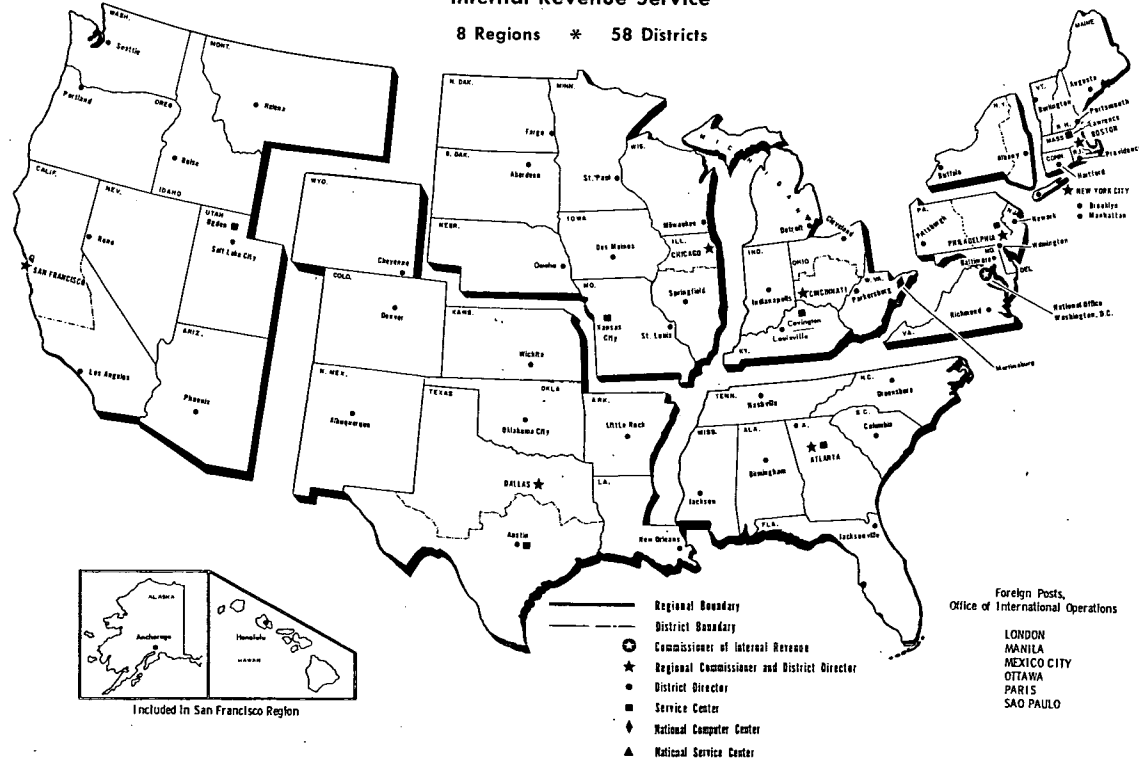 Internal Revenue Service
8 Regions * 58 Districts
WASH.
Seattle
MONT.
Helena
Portland
OREG
Boise
IDAHO
CALIF.
NEV.
Reno
UTAH
Ogden
Salt Lake City
SAN FRANCISCO
Los Angeles
ARIZ.
Phoenix
WYO.
Cheyenne
COLO.
Denver
N. MEX.
Albuquerque
N. DAK.
Fargo
S. DAK.
Aberdeen
NEBR.
Omaha
KANS.
Wichita
OKLA
Oklahoma City
TEXAS
DALLAS
Austin
MINN.
St. Paul
IOWA
Des Moines
MO.
Kansas City
St. Louis
WIS.
Milwaukee
ILL.
CHICAGO
Springfield
ARK.
Little Rock
LA.
New Orleans
MICH
Detroit
IND.
Indianapolis
OHIO
Cleveland
CINCINNATI
Covington
Louisville
KY.
Parkersburg
Martinsburg
TENN.
Nashville
MISS.
Jackson
ALA.
Birmingham
ATLANTA
FLA.
Jacksonville
N.C.
Greensboro
S.C.
Columbia
MAINE
Augusta
VT.
Burlington
Portsmouth
Lawrence
BOSTON
MASS
Providence
CONN.
Hartford
N.Y.
Albany
Buffalo
NEW YORK CITY
Brooklyn
Manhattan
PA.
Pittsburgh
N.J.
Newark
PHILADELPHIA
Wilmington
MD.
Baltimore
DEL.
National Office
Washington, D.C.
Richmond
VA.
ALASKA
Anchorage
Honolulu
HAWAII
Included In San Francisco Region
Regional Boundary
District Boundary
Commissioner of Internal Revenue
Regional Commissioner and District Director
District Director
Service Center
National Computer Center
National Service Center
Foreign Posts,
Office of International Operations
LONDON
MANILA
MEXICO CITY
OTTAWA
PARIS
SAO PAULO